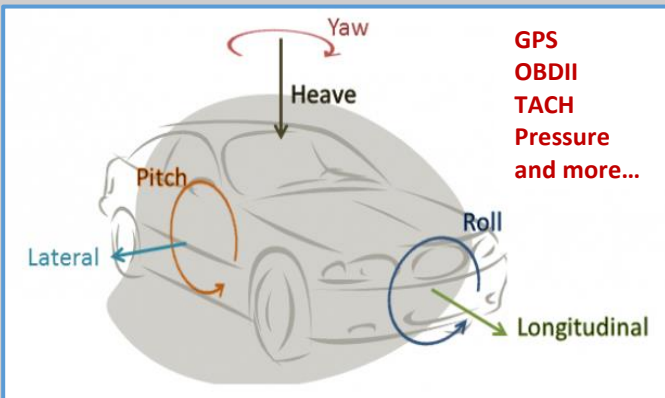 Yaw
Heave
GPS
OBDII
TACH
Pressure
and more...
Pitch
Roll
Lateral
Longitudinal